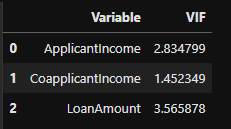 Variable VIF
0 ApplicantIncome 2.834799
1 CoapplicantIncome 1.452349
2 LoanAmount 3.565878